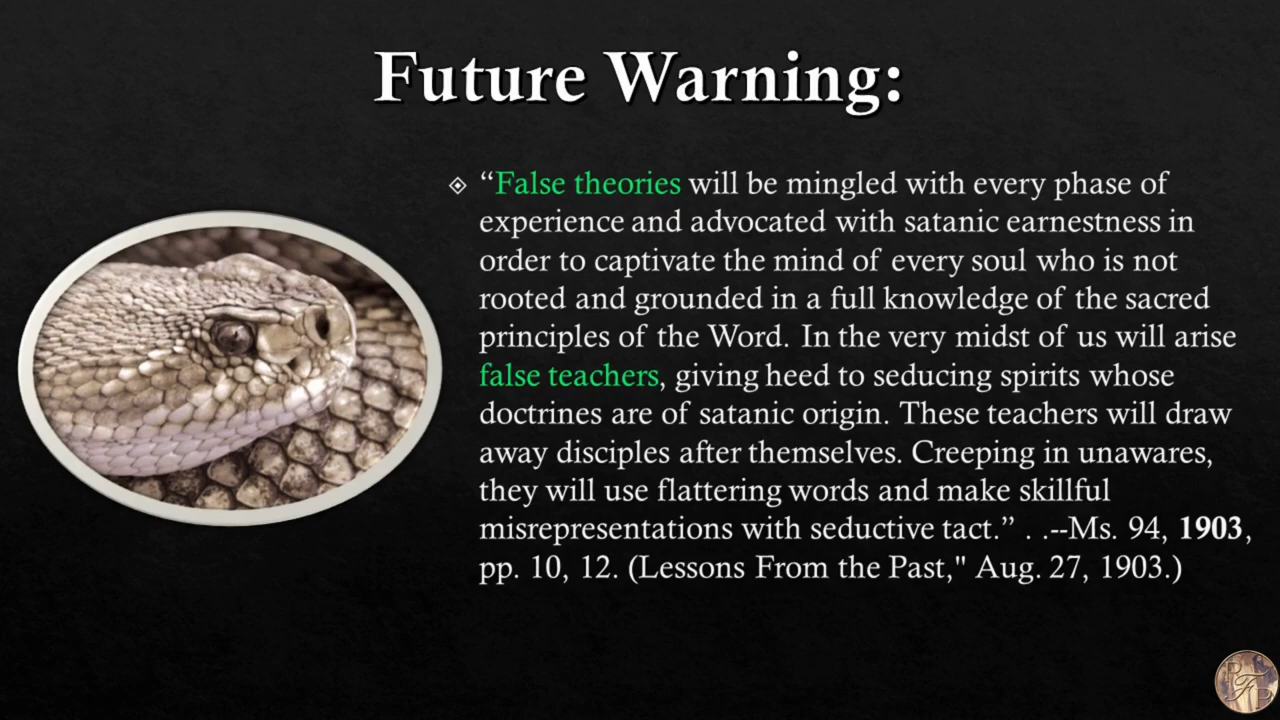 Future Warning:
“False theories will be mingled with every phase of
experience and advocated with satanic earnestness in
order to captivate the mind of every soul who is not
rooted and grounded in a full knowledge of the sacred
principles of the Word. In the very midst of us will arise
false teachers, giving heed to seducing spirits whose
doctrines are of satanic origin. These teachers will draw
away disciples after themselves. Creeping in unawares,
they will use flattering words and make skillful
misrepresentations with seductive tact.” . .--Ms. 94, 1903,
pp. 10, 12. (Lessons From the Past," Aug. 27, 1903.)